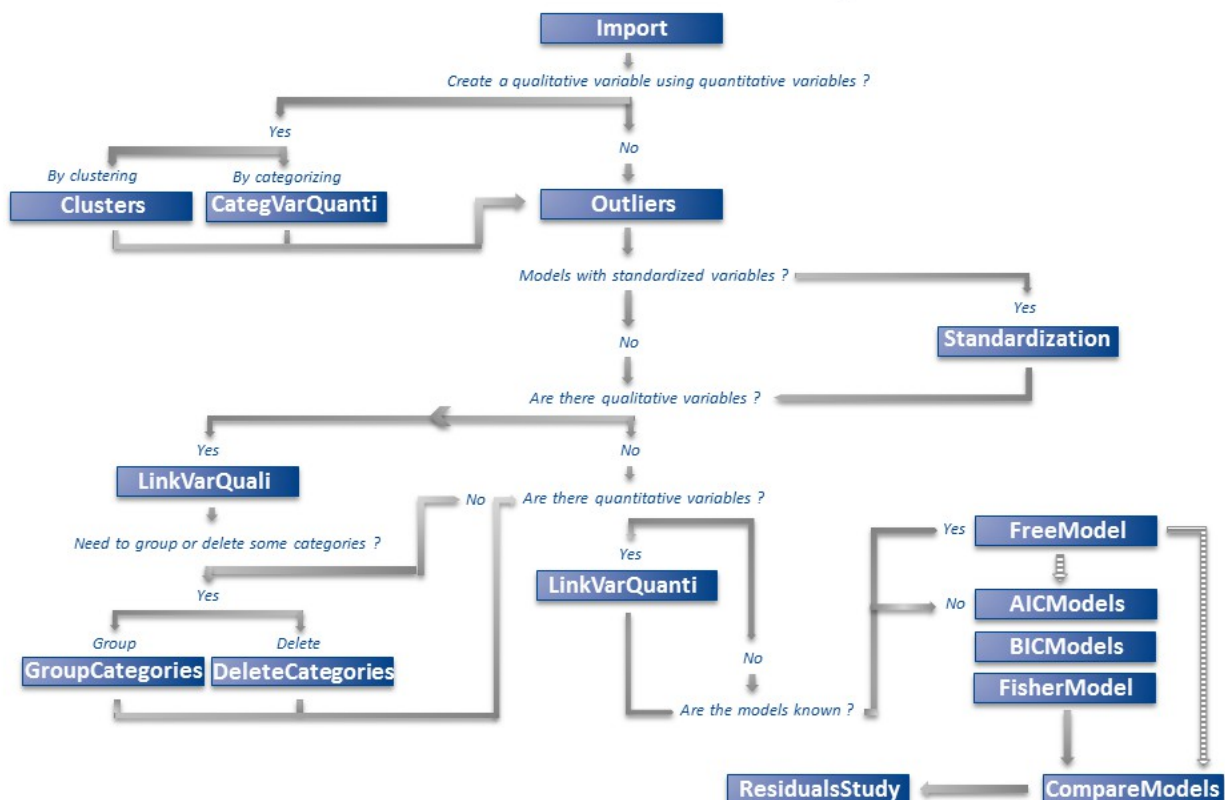 Import
Create a qualitative variable using quantitative variables ?
Yes
No
By clustering
By categorizing
Clusters
CategVarQuanti
Outliers
Models with standardized variables ?
Yes
No
Standardization
Are there qualitative variables ?
Yes
No
LinkVarQuali
No
Are there quantitative variables ?
Need to group or delete some categories ?
Yes
Yes
FreeModel
Yes
LinkVarQuanti
No
AICModels
Group
Delete
BICModels
GroupCategories
DeleteCategories
No
FisherModel
Are the models known ?
ResidualsStudy
CompareModels